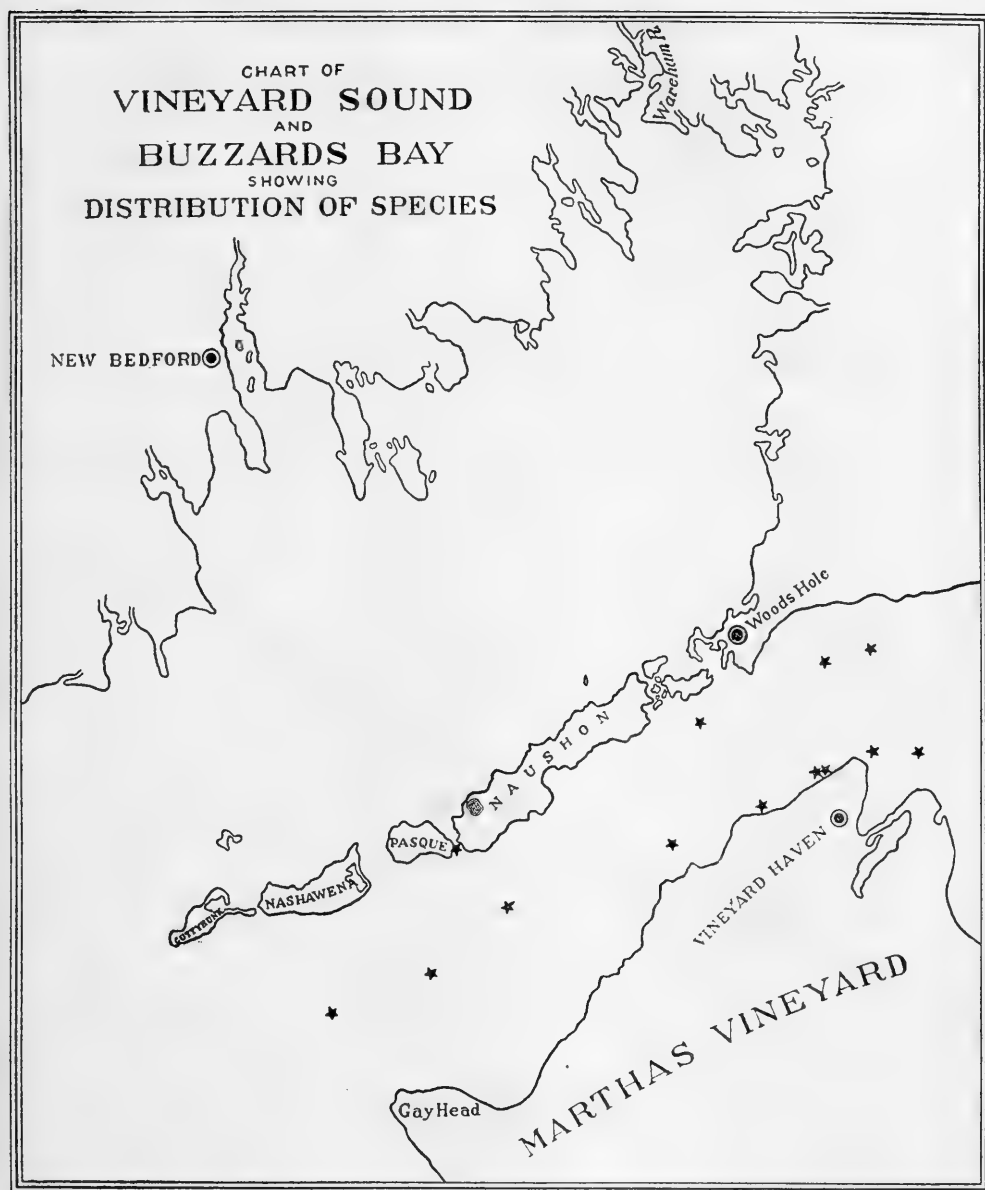 CHART OF
VINEYARD SOUND
AND
BUZZARDS BAY
SHOWING
DISTRIBUTION OF SPECIES
Wareham R.
NEW BEDFORD
Woods Hole
NAUSHON
PASQUE
NASHAWENA
CUTTYHUNK
VINEYARD HAVEN
MARTHAS VINEYARD
Gay Head